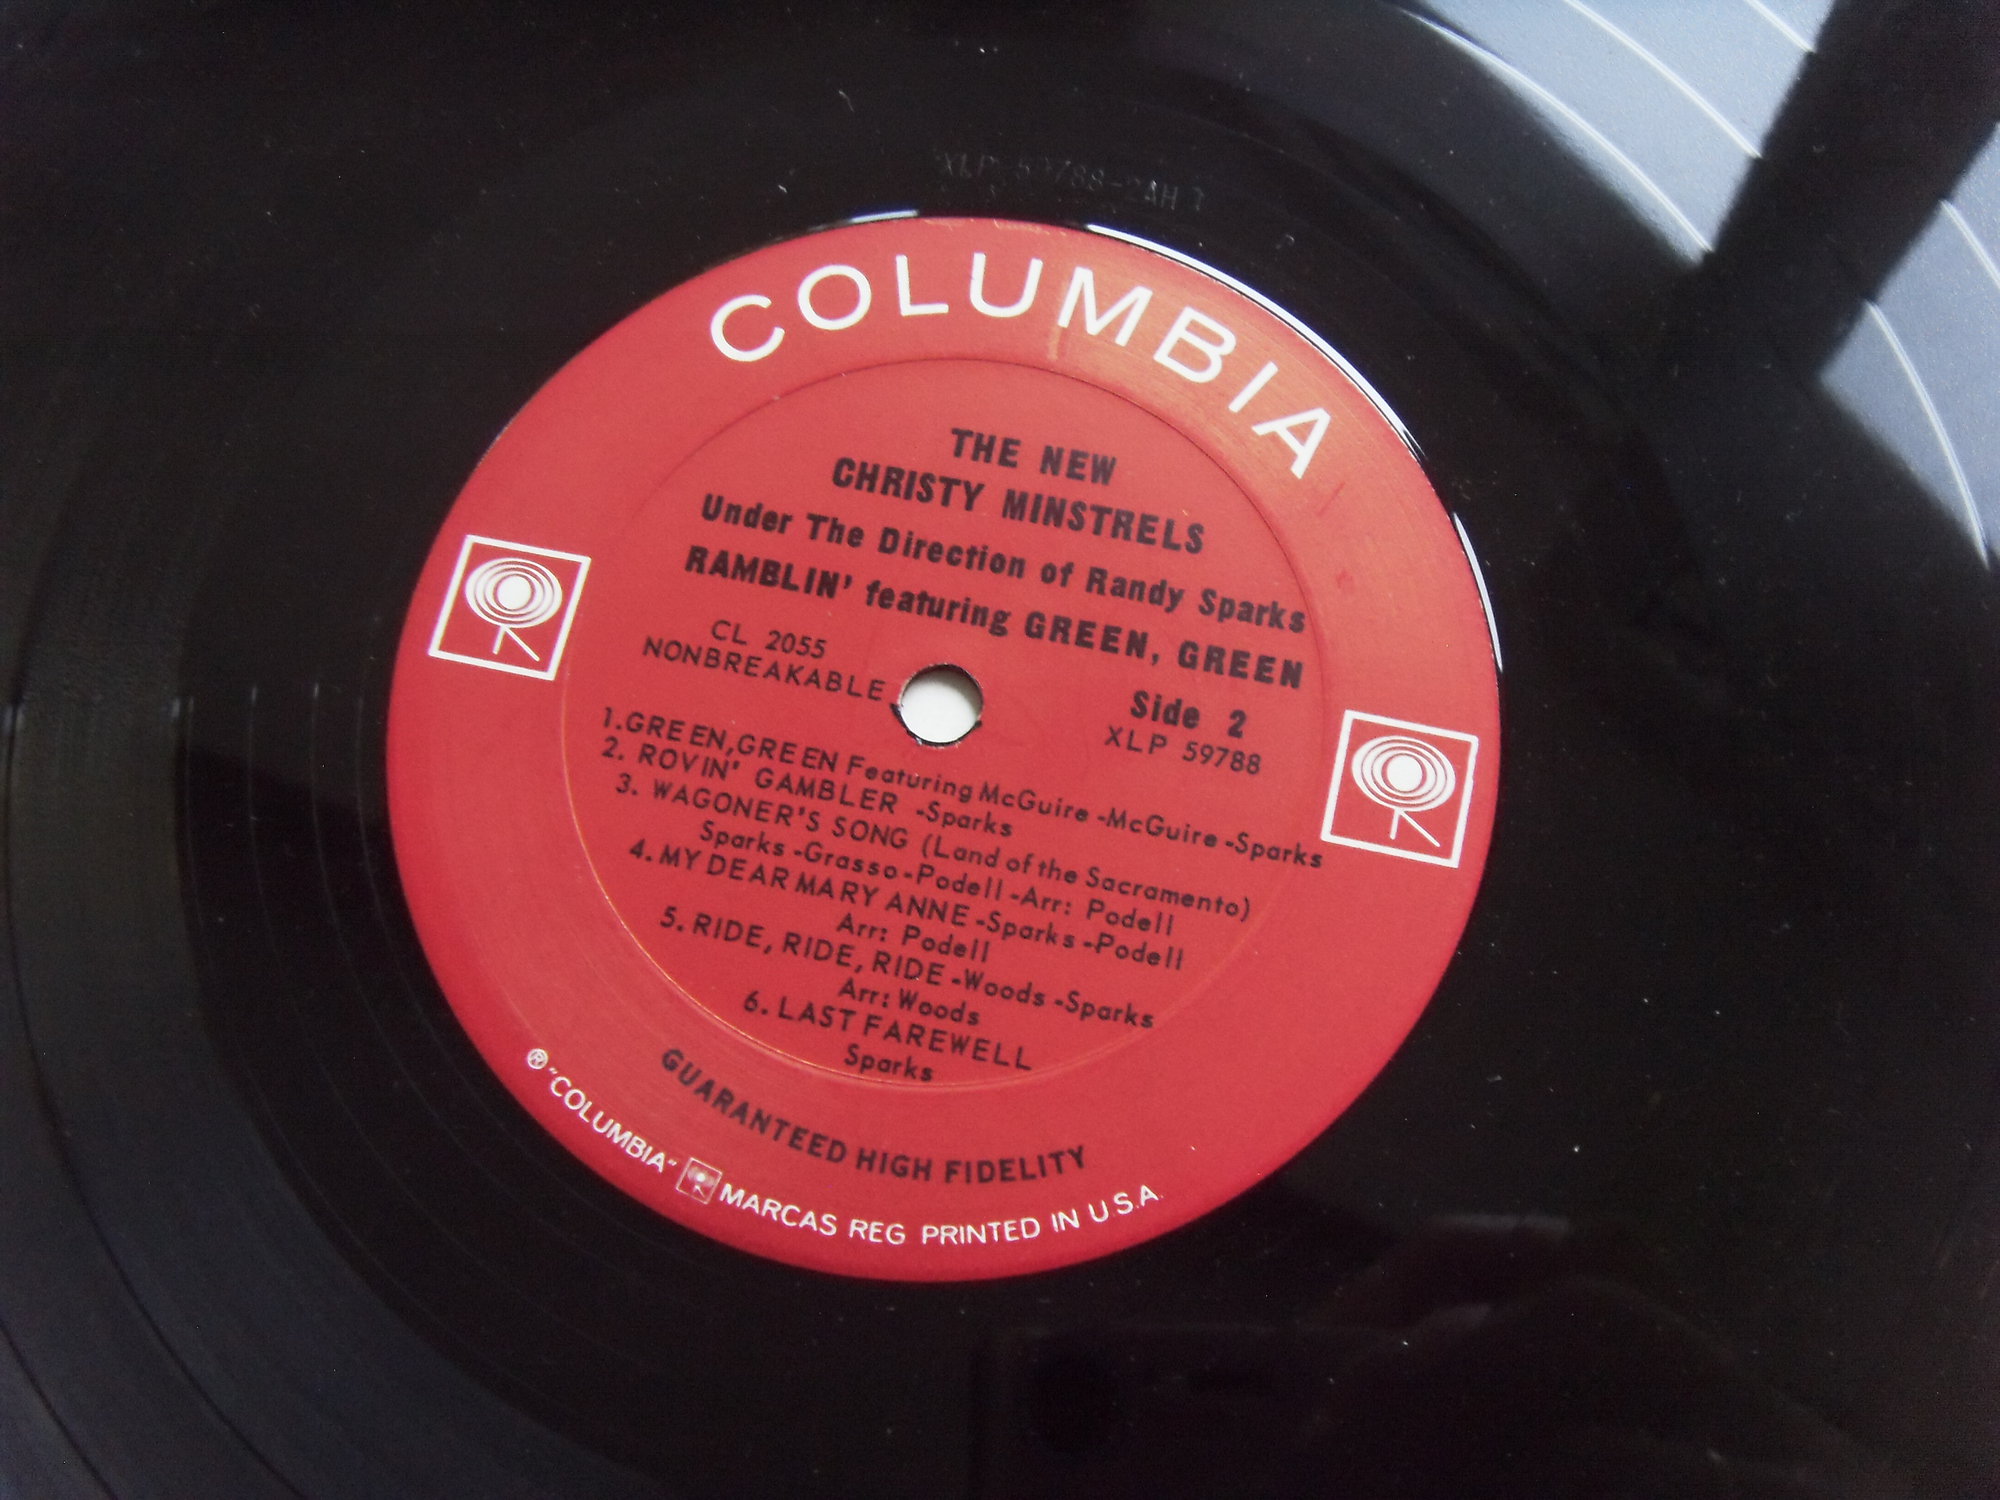 XLP 59788-2AH
COLUMBIA
THE NEW
CHRISTY MINSTRELS
Under The Direction of Randy Sparks
RAMBLIN' featuring GREEN, GREEN
CL 2055
NONBREAKABLE
Side 2
XLP 59788
1.GREEN,GREEN Featuring McGuire -McGuire -Sparks
2. ROVIN' GAMBLER -Sparks
3. WAGONER'S SONG (Land of the Sacramento)
Sparks -Grasso -Podell -Arr: Podell
4. MY DEAR MARY ANNE -Sparks -Podell
Arr: Podell
5. RIDE, RIDE, RIDE -Woods -Sparks
Arr: Woods
6. LAST FAREWELL
Sparks
GUARANTEED HIGH FIDELITY
® "COLUMBIA" MARCAS REG PRINTED IN U.S.A.